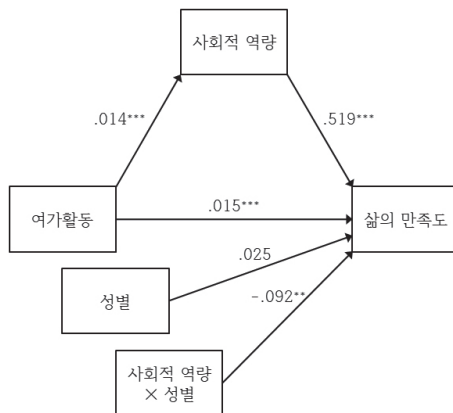 사회적 역량
.014***
.519***
여가활동
.015***
삶의 만족도
.025
성별
-.092**
사회적 역량
× 성별